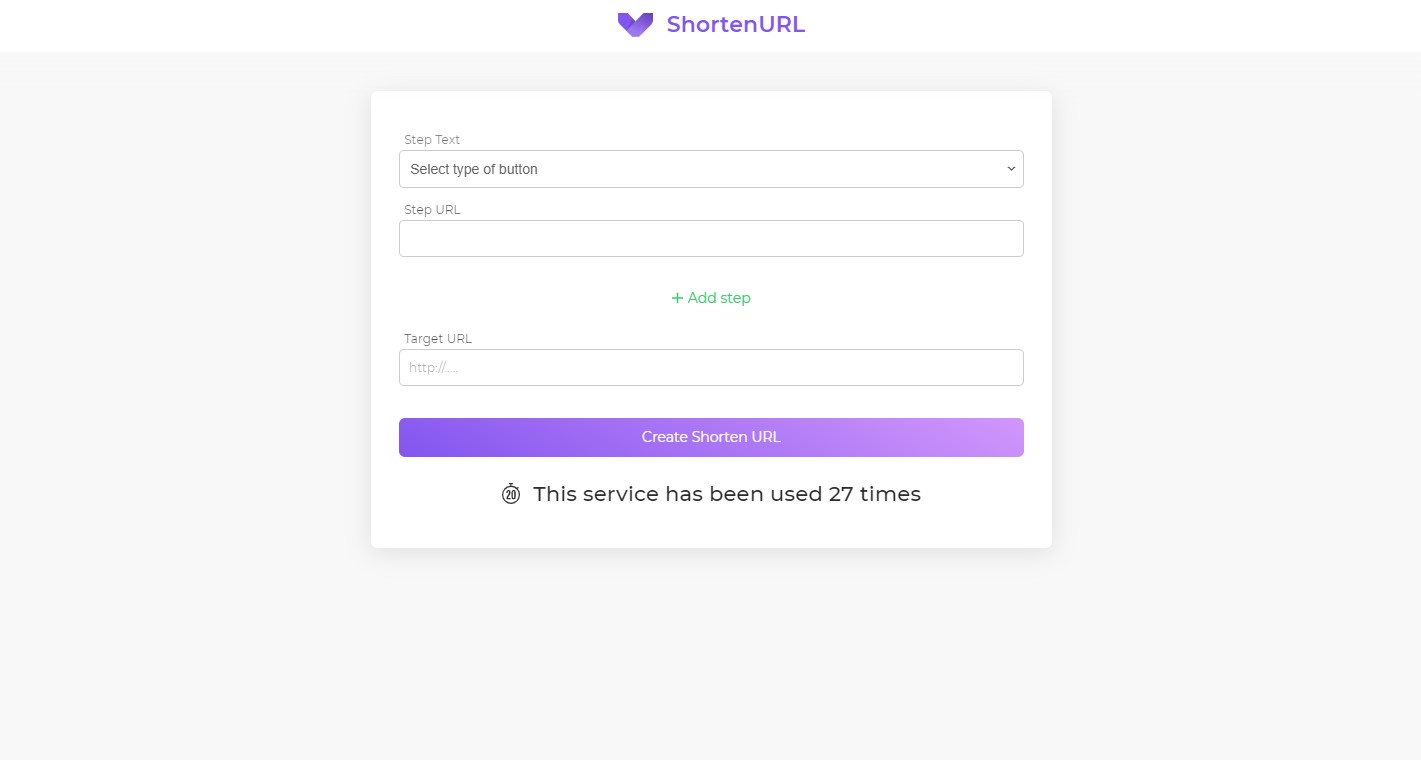 ShortenURL
Step Text
Select type of button
Step URL
+ Add step
Target URL
http://.....
Create Shorten URL
20 This service has been used 27 times